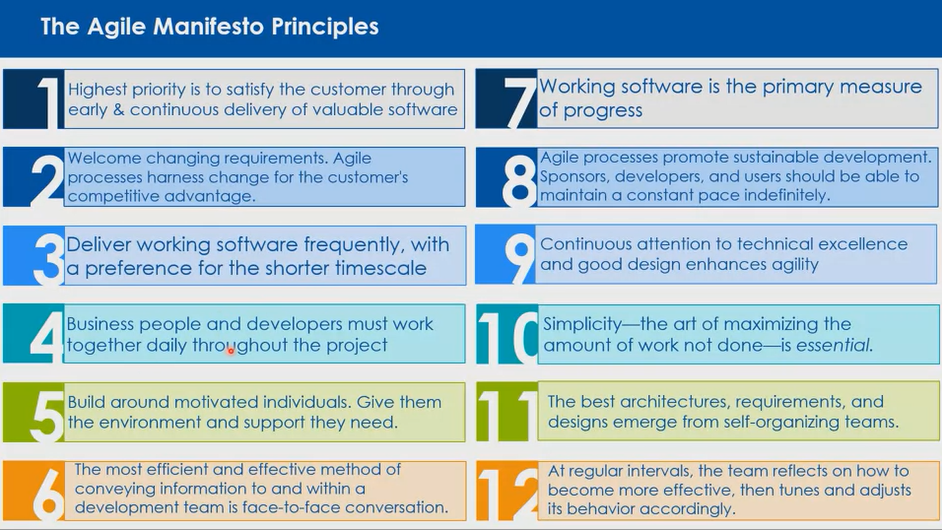 The Agile Manifesto Principles
1
Highest priority is to satisfy the customer through
early & continuous delivery of valuable software
2
Welcome changing requirements. Agile
processes harness change for the customer's
competitive advantage.
3
Deliver working software frequently, with
a preference for the shorter timescale
4
Business people and developers must work
together daily throughout the project
5
Build around motivated individuals. Give them
the environment and support they need.
6
The most efficient and effective method of
conveying information to and within a
development team is face-to-face conversation.
7
Working software is the primary measure
of progress
8
Agile processes promote sustainable development.
Sponsors, developers, and users should be able to
maintain a constant pace indefinitely.
9
Continuous attention to technical excellence
and good design enhances agility
10
Simplicity—the art of maximizing the
amount of work not done—is essential.
11
The best architectures, requirements, and
designs emerge from self-organizing teams.
12
At regular intervals, the team reflects on how to
become more effective, then tunes and adjusts
its behavior accordingly.